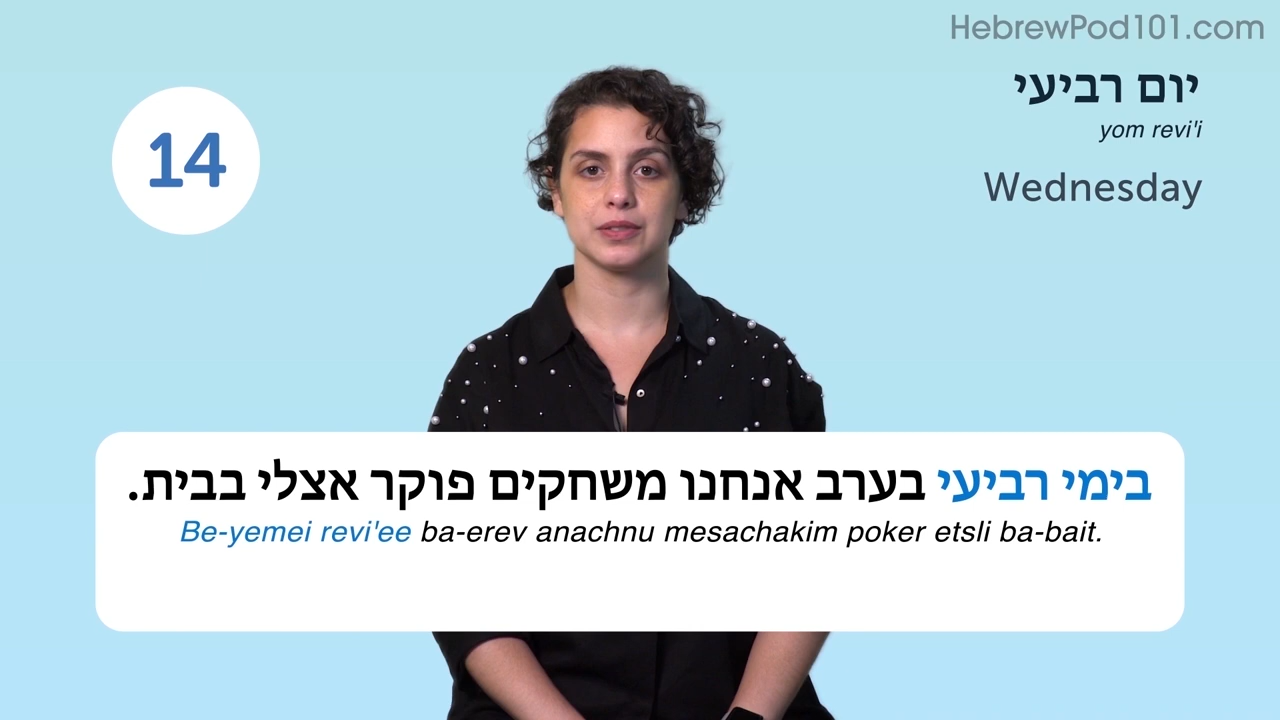 HebrewPod101.com
14
יום רביעי
yom revi'i
Wednesday
בימי רביעי בערב אנחנו משחקים פוקר אצלי בבית.
Be-yemei revi'ee ba-erev anachnu mesachakim poker etsli ba-bait.